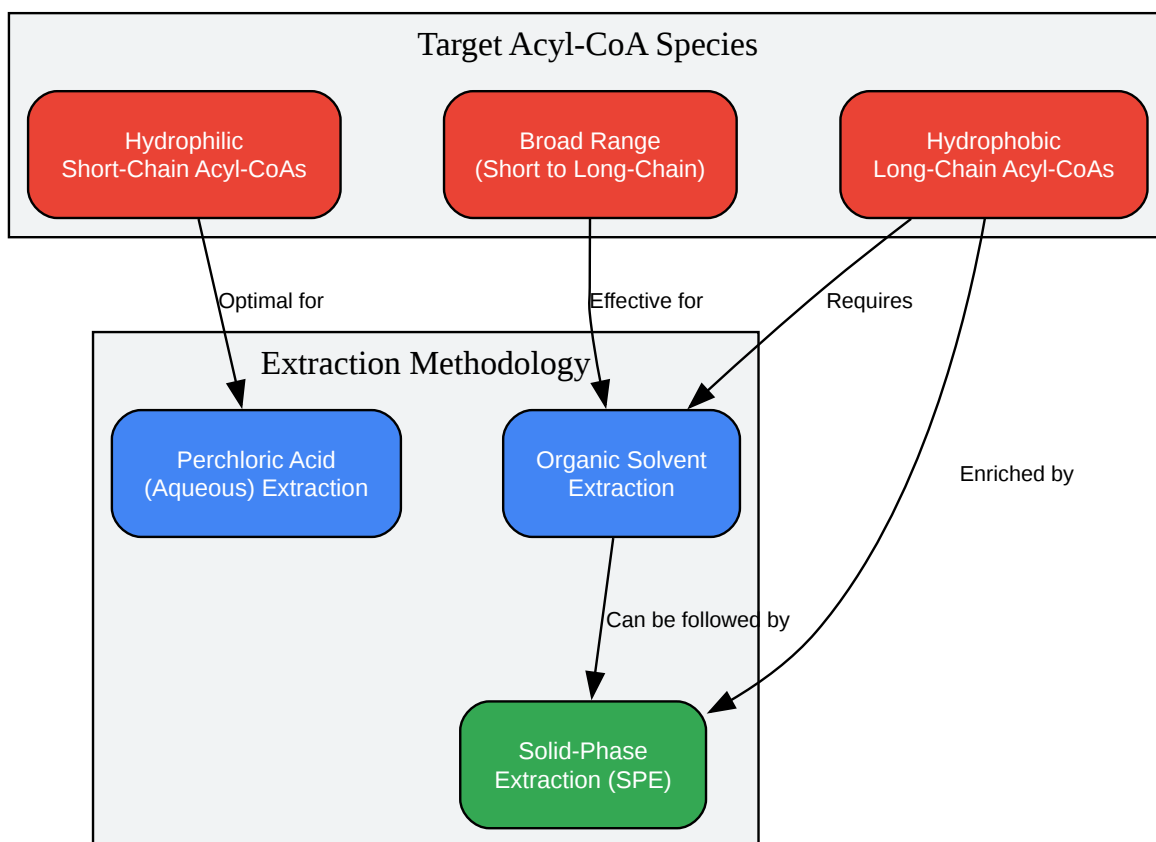 Target Acyl-CoA Species
Hydrophilic
Short-Chain Acyl-CoAs
Broad Range
(Short to Long-Chain)
Hydrophobic
Long-Chain Acyl-CoAs
Optimal for
Effective for
Requires
Extraction Methodology
Perchloric Acid
(Aqueous) Extraction
Organic Solvent
Extraction
Enriched by
Can be followed by
Solid-Phase
Extraction (SPE)